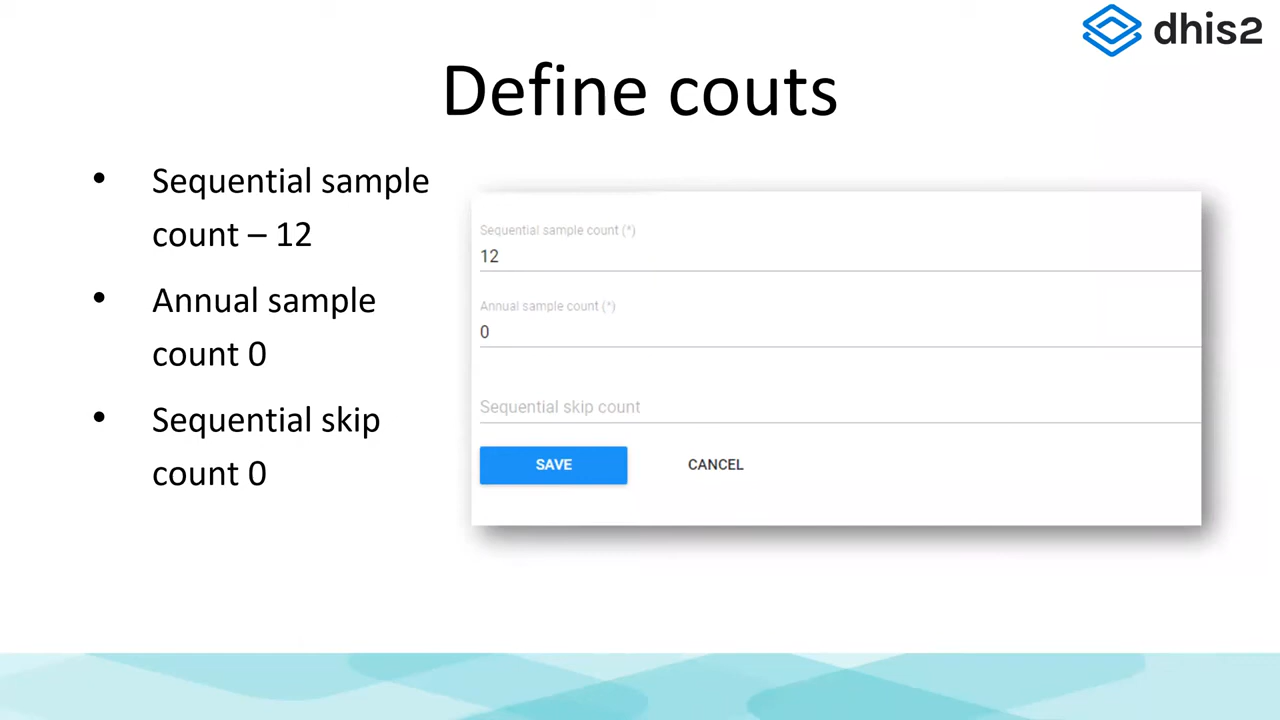 dhis2
Define couts
• Sequential sample
count – 12
• Annual sample
count 0
• Sequential skip
count 0
Sequential sample count (*)
12
Annual sample count (*)
0
Sequential skip count
SAVE CANCEL